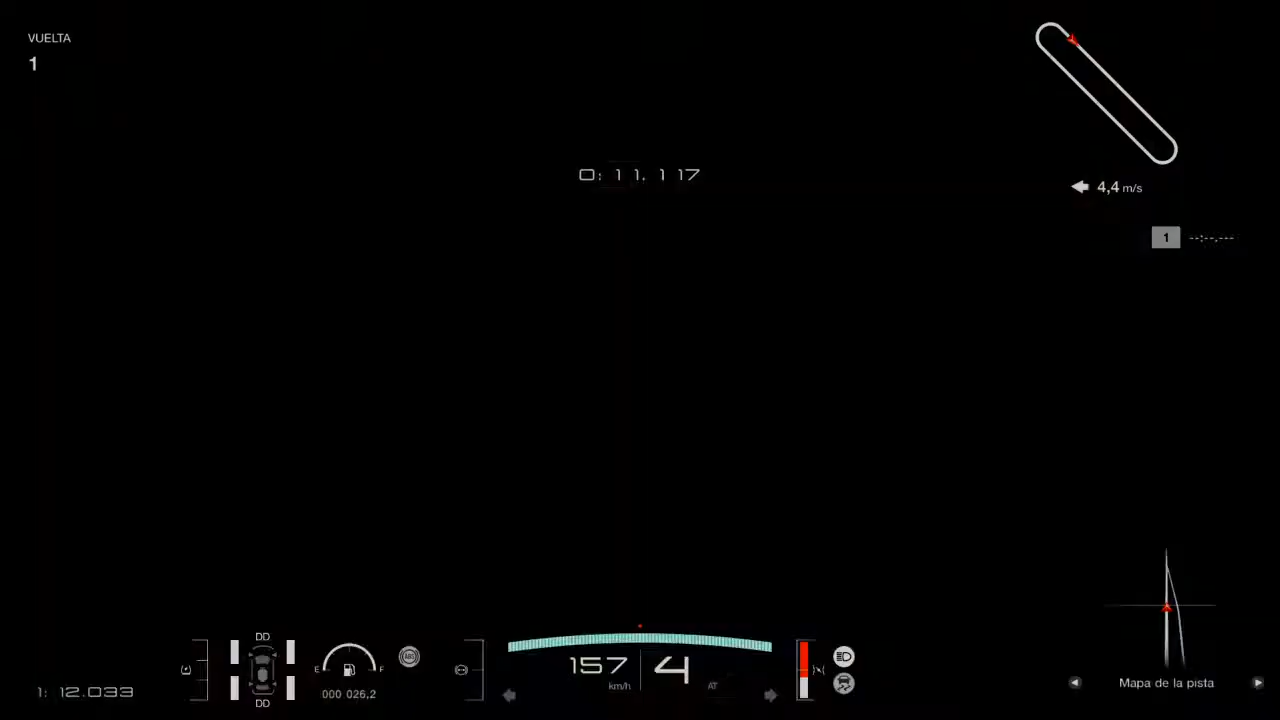 VUELTA
1
0:11.117
4,4 m/s
1 --:--.---
DD
E F
ABS
000 026,2
DD
157 km/h
4 AT
1:12.033
Mapa de la pista